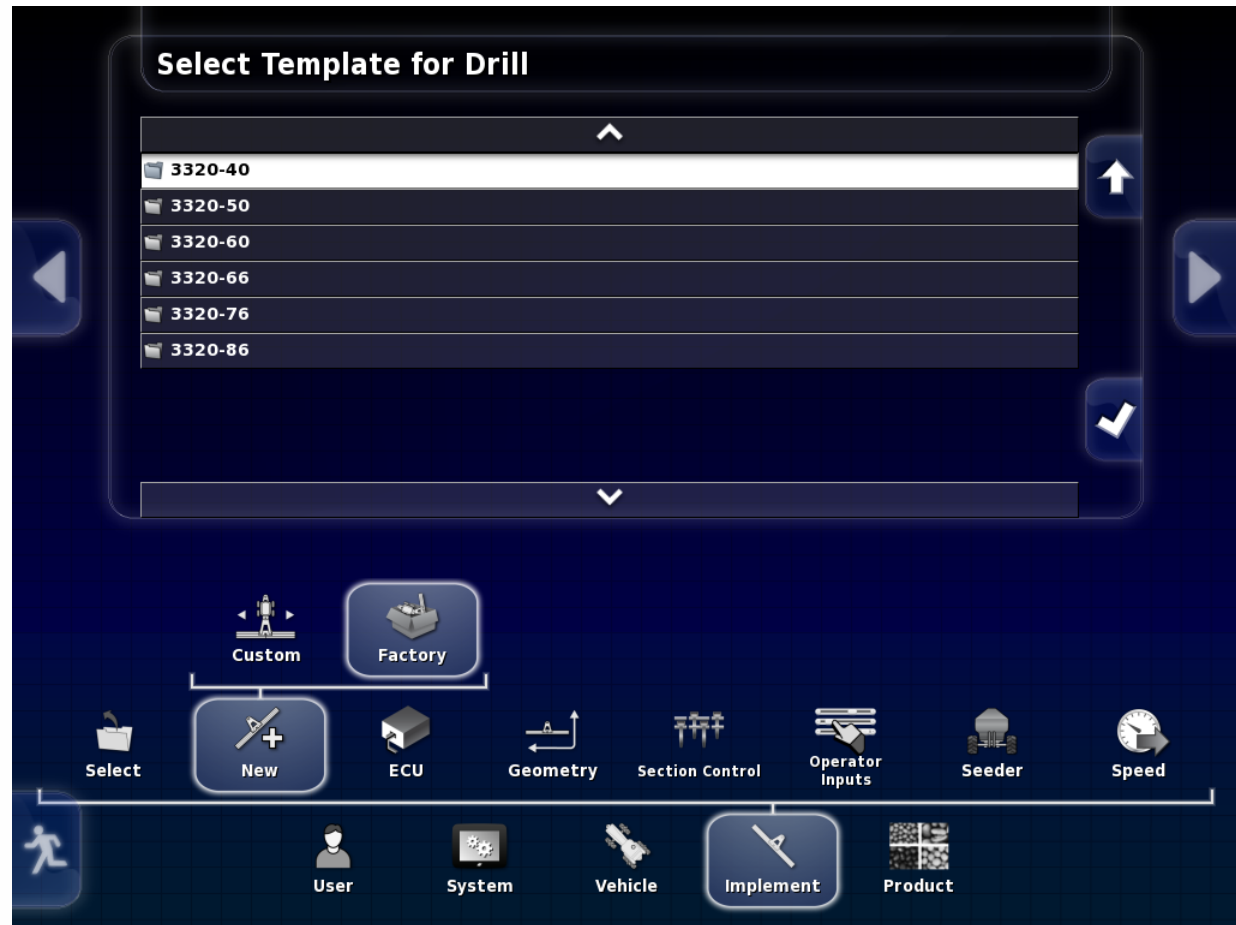 Select Template for Drill
3320-40
3320-50
3320-60
3320-66
3320-76
3320-86
Custom
Factory
Select
New
ECU
Geometry
Section Control
Operator
Inputs
Seeder
Speed
User
System
Vehicle
Implement
Product